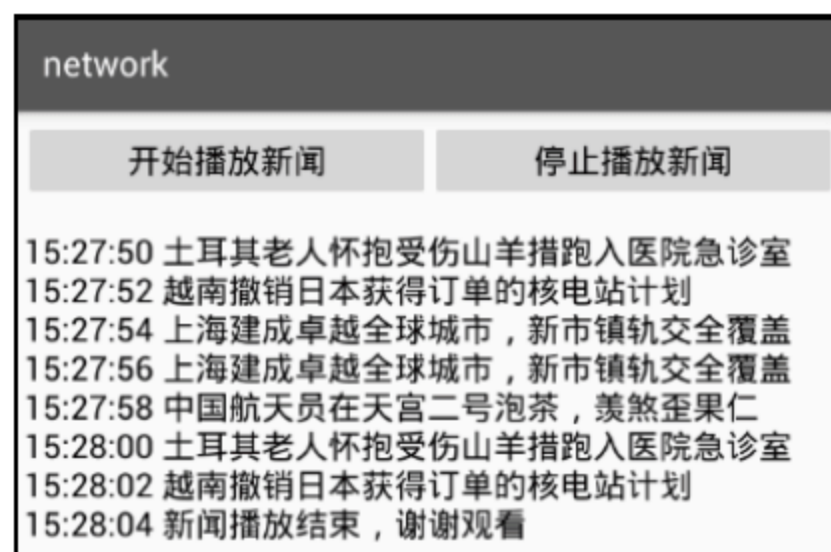 network
开始播放新闻
停止播放新闻
15:27:50 土耳其老人怀抱受伤山羊措跑入医院急诊室
15:27:52 越南撤销日本获得订单的核电站计划
15:27:54 上海建成卓越全球城市，新市镇轨交全覆盖
15:27:56 上海建成卓越全球城市，新市镇轨交全覆盖
15:27:58 中国航天员在天宫二号泡茶，羡煞歪果仁
15:28:00 土耳其老人怀抱受伤山羊措跑入医院急诊室
15:28:02 越南撤销日本获得订单的核电站计划
15:28:04 新闻播放结束，谢谢观看